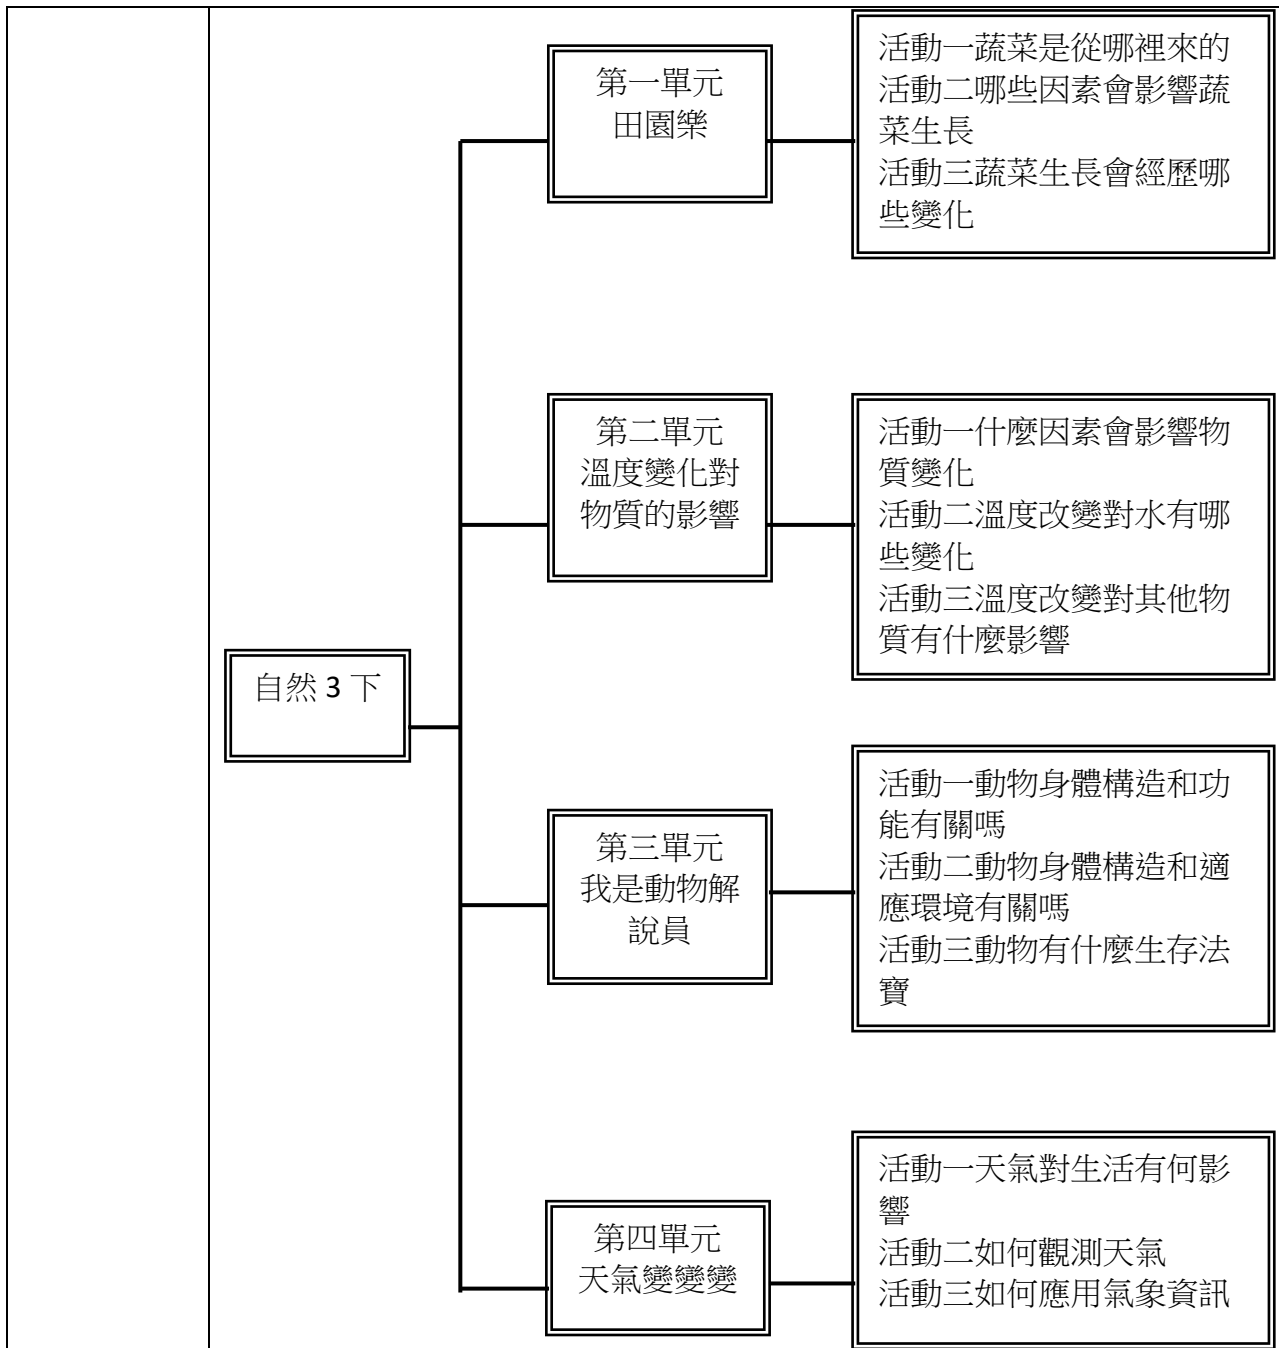 自然 3 下
第一單元
田園樂
活動一蔬菜是從哪裡來的
活動二哪些因素會影響蔬
菜生長
活動三蔬菜生長會經歷哪
些變化
第二單元
溫度變化對
物質的影響
活動一什麼因素會影響物
質變化
活動二溫度改變對水有哪
些變化
活動三溫度改變對其他物
質有什麼影響
第三單元
我是動物解
說員
活動一動物身體構造和功
能有關嗎
活動二動物身體構造和適
應環境有關嗎
活動三動物有什麼生存法
寶
第四單元
天氣變變變
活動一天氣對生活有何影
響
活動二如何觀測天氣
活動三如何應用氣象資訊